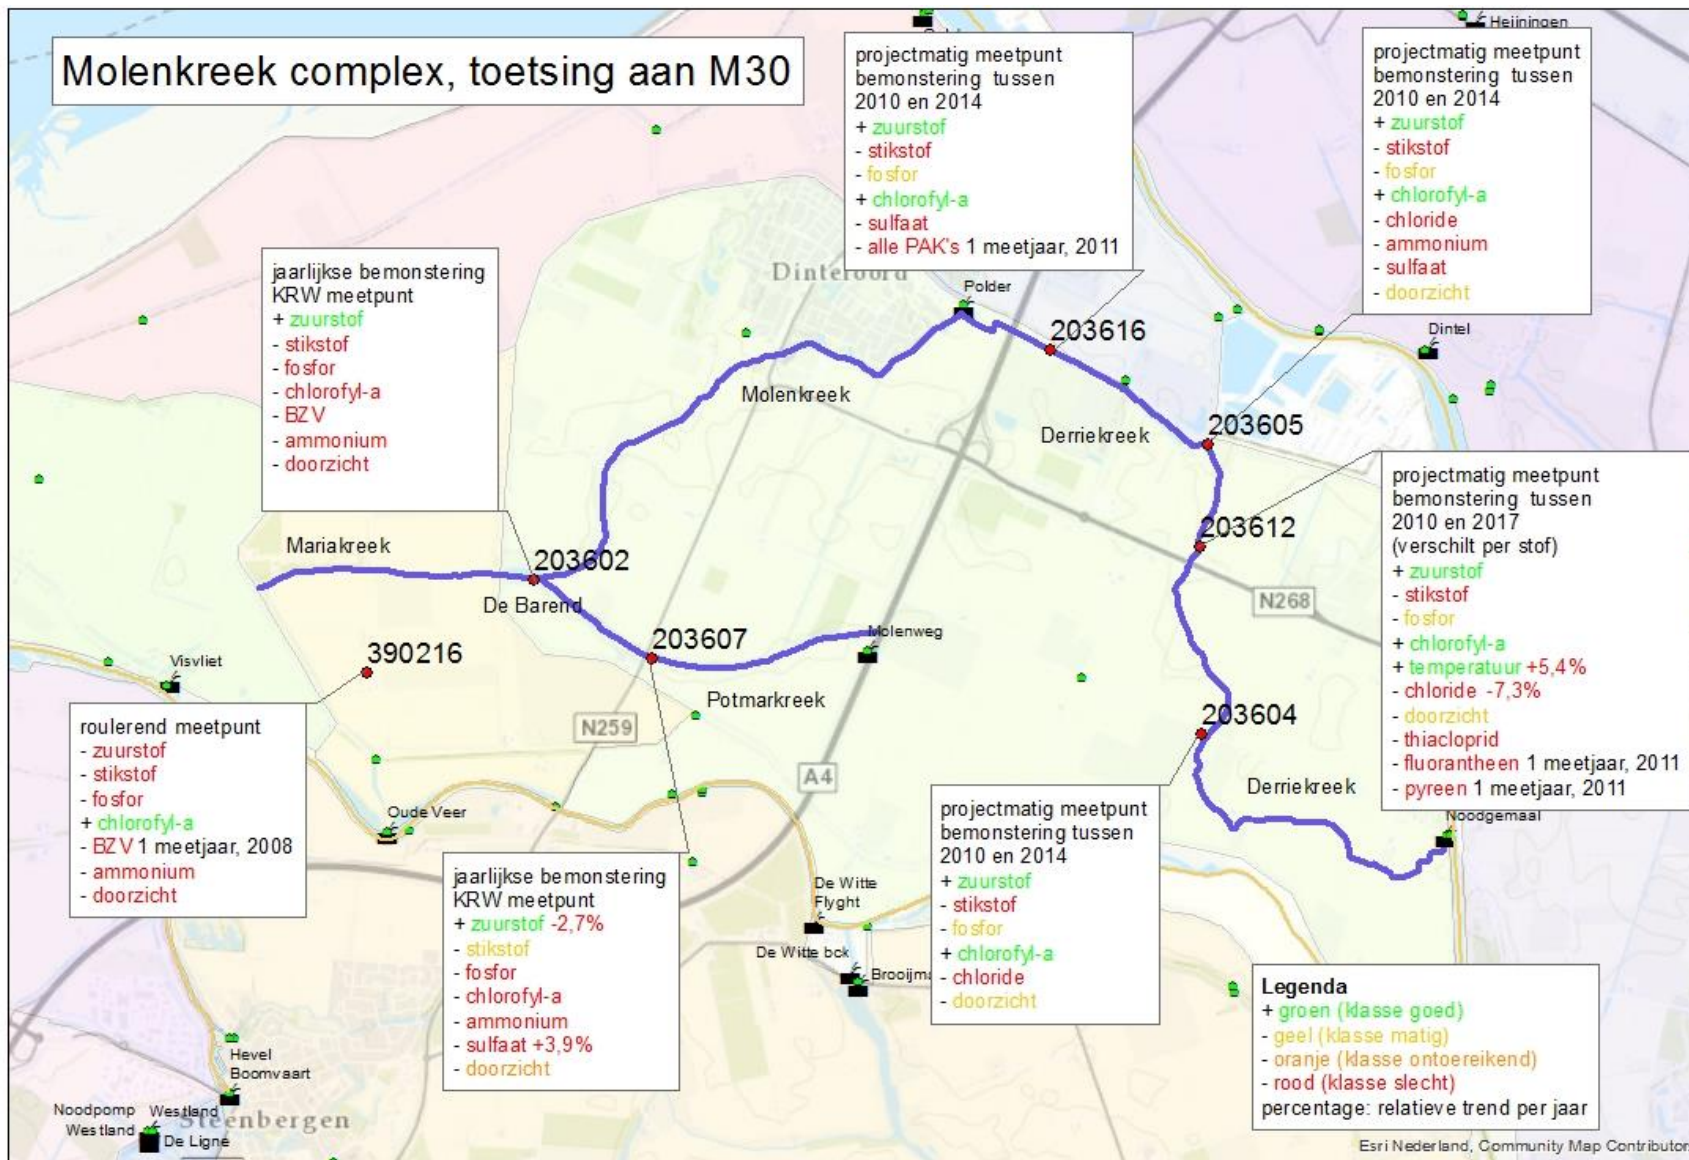 Molenkreek complex, toetsing aan M30
projectmatig meetpunt
bemonstering tussen
2010 en 2014
+ zuurstof
- stikstof
- fosfor
+ chlorofyl-a
- sulfaat
- alle PAK's 1 meetjaar, 2011
Heijningen
projectmatig meetpunt
bemonstering tussen
2010 en 2014
+ zuurstof
- stikstof
- fosfor
+ chlorofyl-a
- chloride
- ammonium
- sulfaat
- doorzicht
jaarlijkse bemonstering
KRW meetpunt
+ zuurstof
- stikstof
- fosfor
- chlorofyl-a
- BZV
- ammonium
- doorzicht
Dinteloord
Polder
203616
Dintel
Molenkreek
Derriekreek
203605
projectmatig meetpunt
bemonstering tussen
2010 en 2017
(verschilt per stof)
+ zuurstof
- stikstof
- fosfor
+ chlorofyl-a
+ temperatuur +5,4%
- chloride -7,3%
- doorzicht
- thiacloprid
- fluorantheen 1 meetjaar, 2011
- pyreen 1 meetjaar, 2011
203612
Mariakreek
203602
De Barend
N268
203607
Molenweg
390216
Visvliet
Potmarkreek
N259
203604
A4
Derriekreek
Noodgemaal
roulerend meetpunt
- zuurstof
- stikstof
- fosfor
+ chlorofyl-a
- BZV 1 meetjaar, 2008
- ammonium
- doorzicht
Oude Veer
jaarlijkse bemonstering
KRW meetpunt
+ zuurstof -2,7%
- stikstof
- fosfor
- chlorofyl-a
- ammonium
- sulfaat +3,9%
- doorzicht
De Witte
Flyght
De Witte bck
Brooijma
projectmatig meetpunt
bemonstering tussen
2010 en 2014
+ zuurstof
- stikstof
- fosfor
+ chlorofyl-a
- chloride
- doorzicht
Legenda
+ groen (klasse goed)
- geel (klasse matig)
- oranje (klasse ontoereikend)
- rood (klasse slecht)
percentage: relatieve trend per jaar
Hevel
Boomvaart
Noodpomp
Westland
Westland
De Ligne
Steenbergen
Esri Nederland, Community Map Contributor